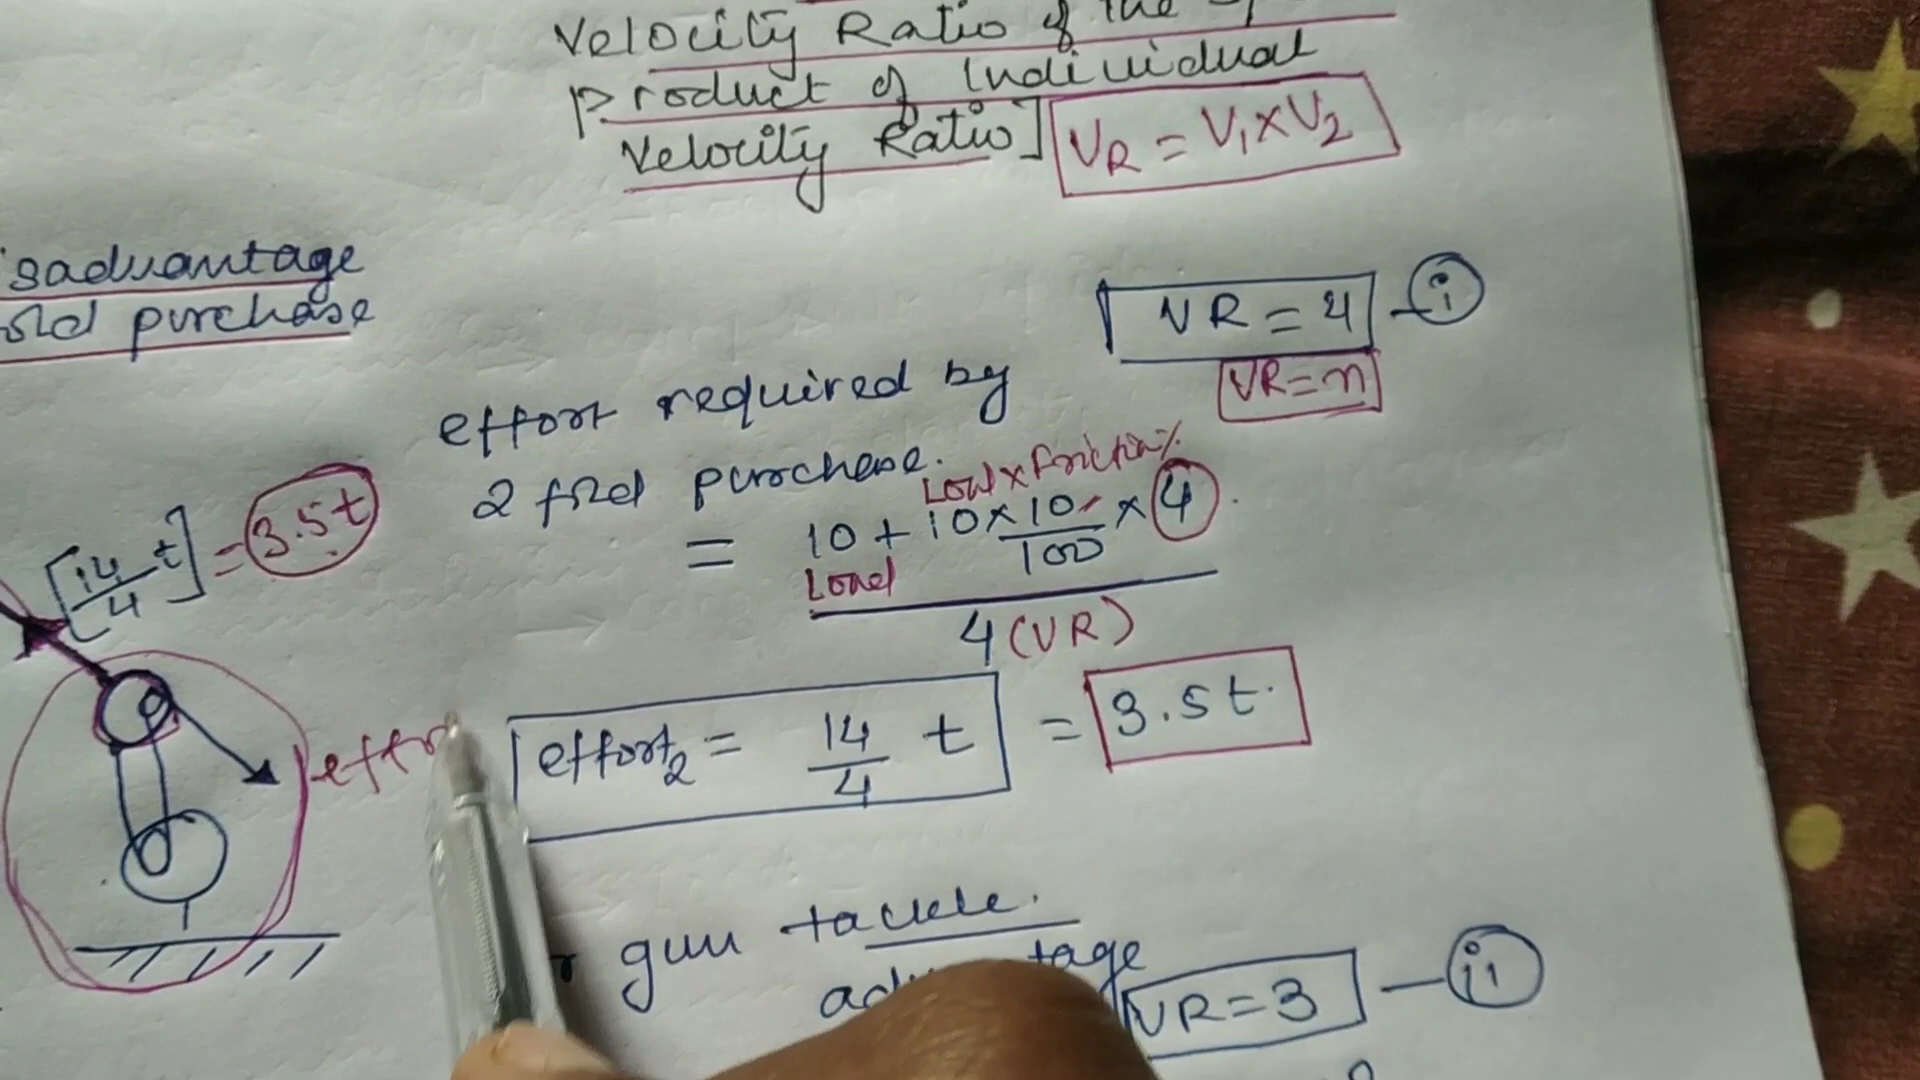 Velocity Ratio of the
product of Individual
Velocity Ratio] VR = V1 x V2
isadvantage
old purchase
VR = 4 - i
VR = n
effort required by
2 fold purchase.
Load x Friction %
= 10 + 10 x 10/100 x 4
Load
4 (VR)
[14/4 t] = 3.5t
effort2 = 14/4 t = 3.5t.
effor
gun tackle.
VR = 3 - ii